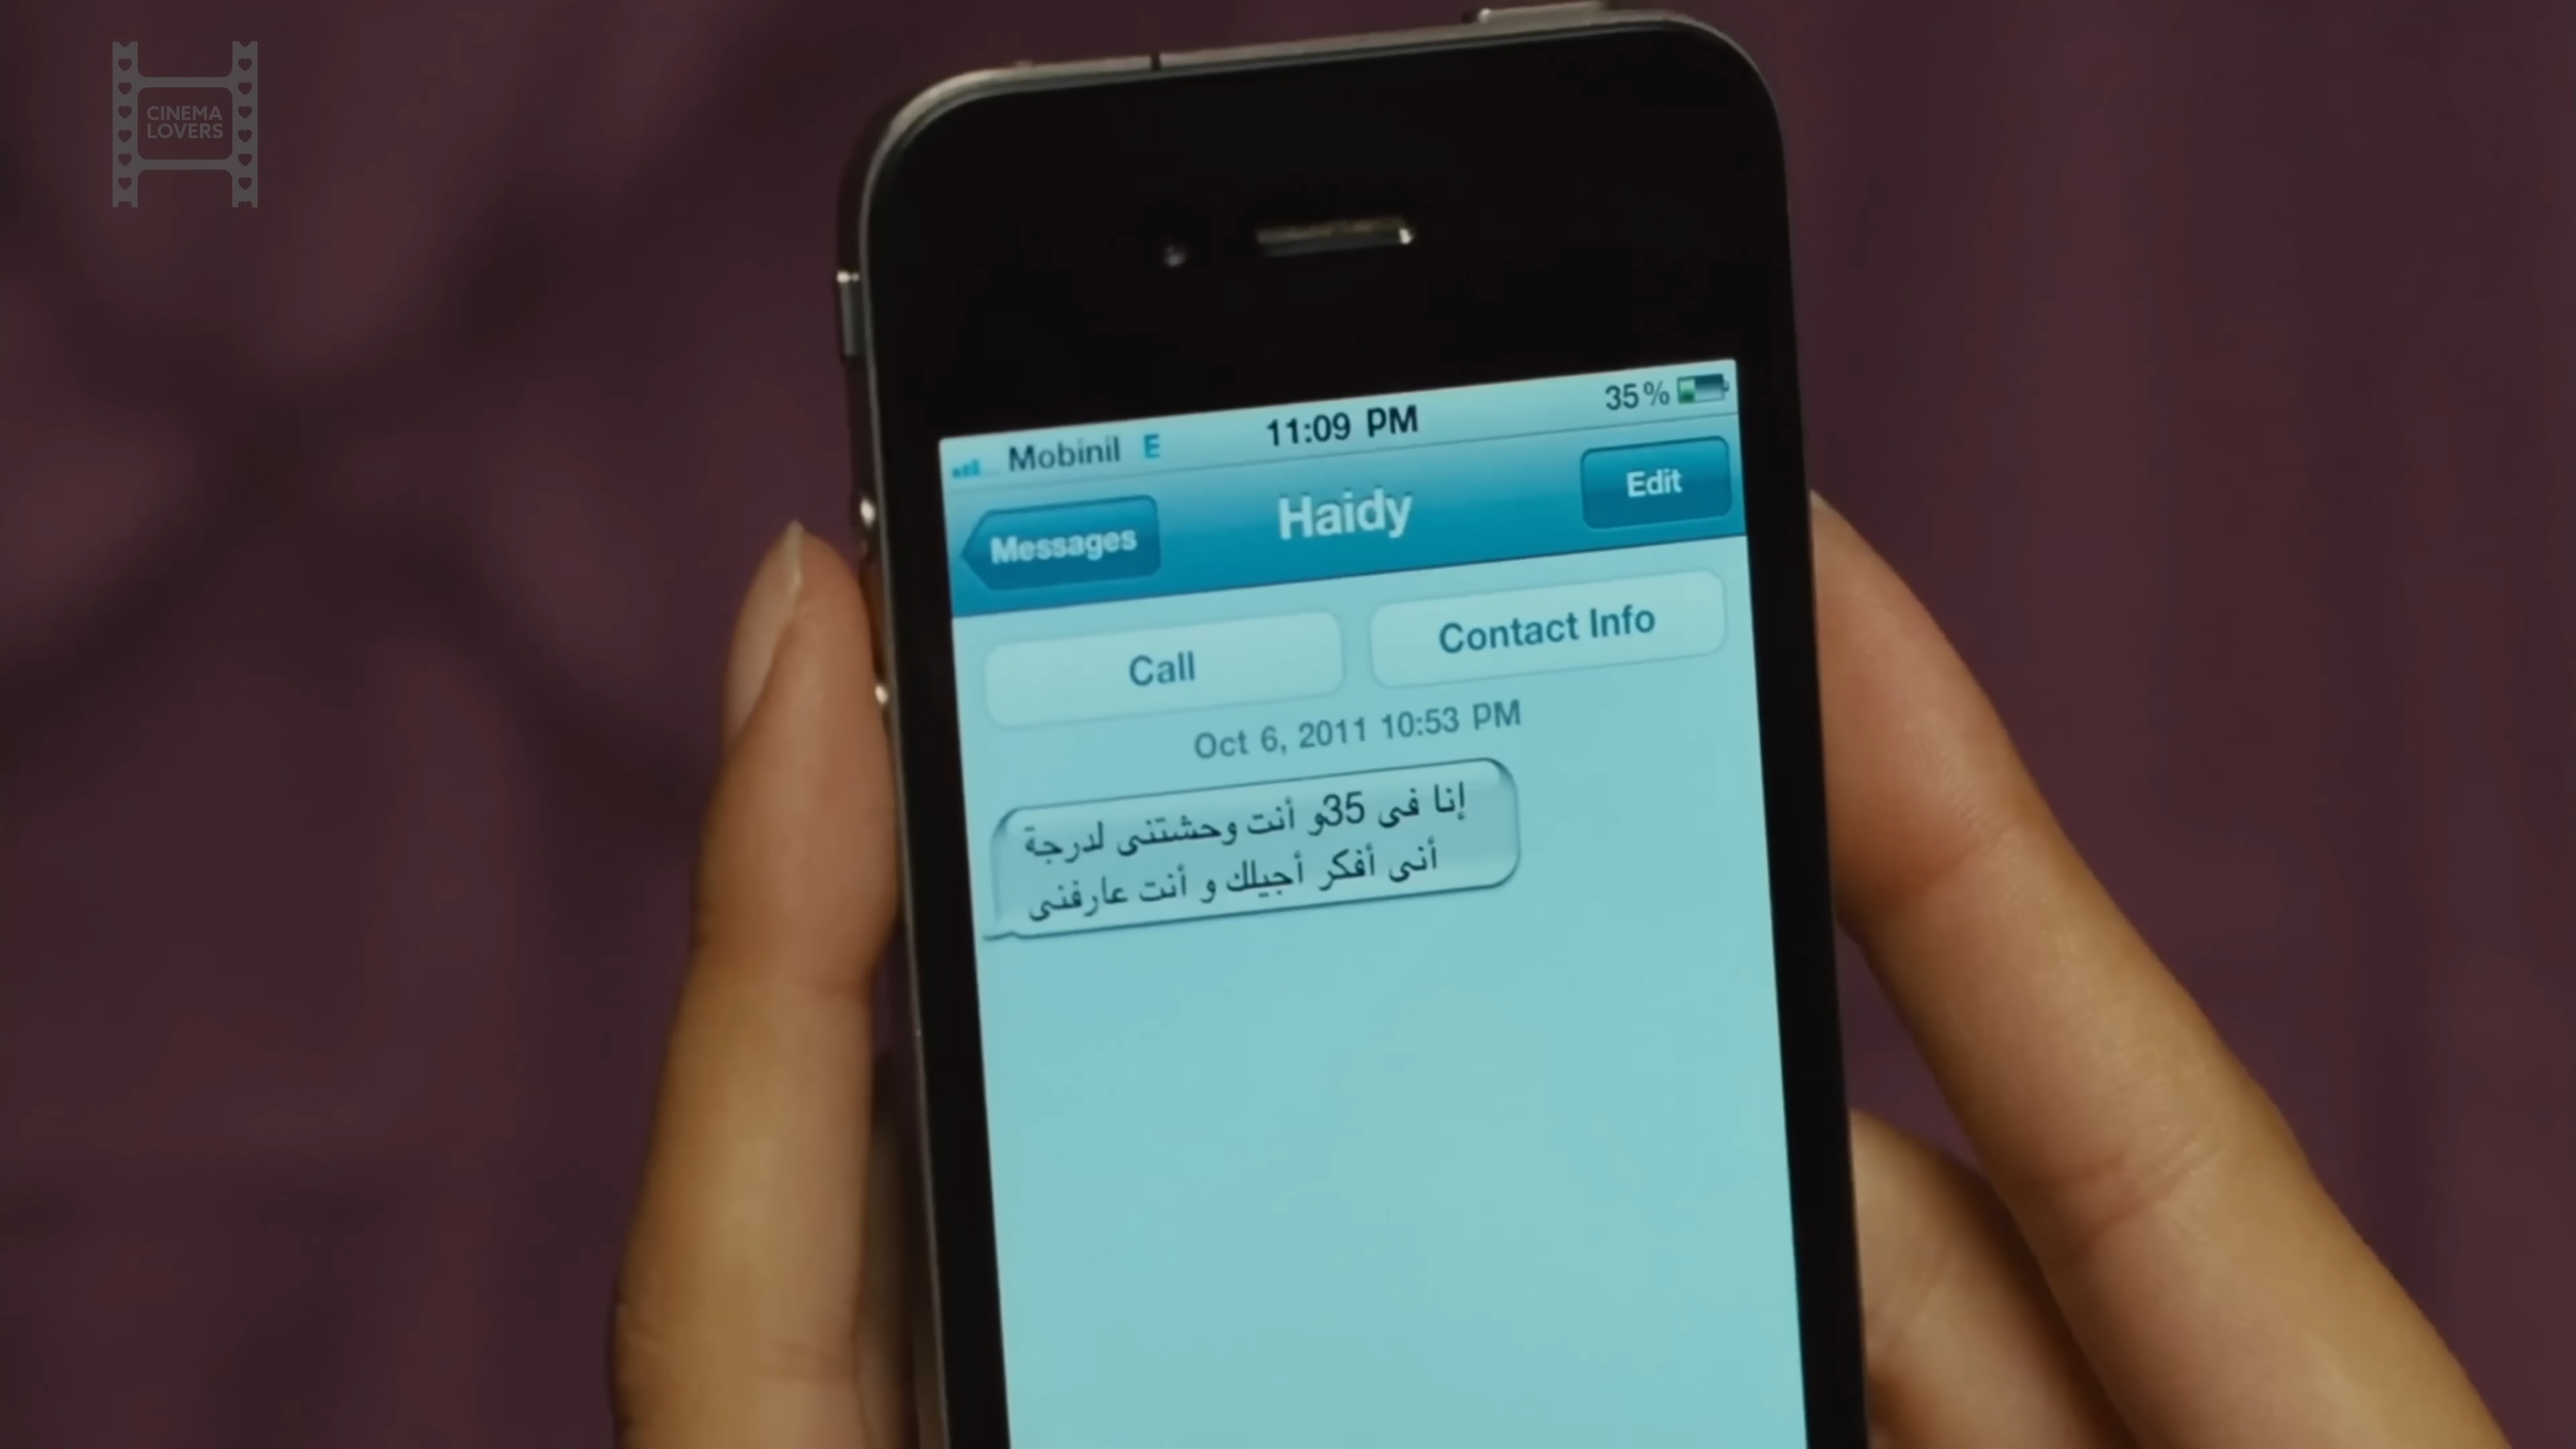 CINEMA
LOVERS
Mobinil E 11:09 PM 35%
Messages Haidy Edit
Call Contact Info
Oct 6, 2011 10:53 PM
إنا فى 35و أنت وحشتنى لدرجة
أنى أفكر أجيلك و أنت عارفنى